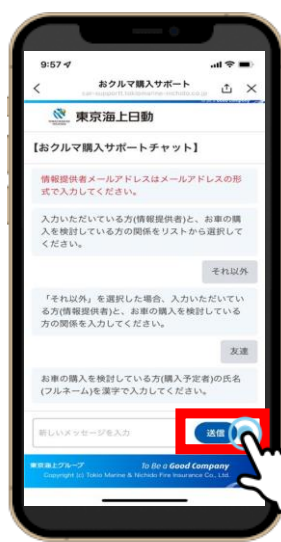 9:57
おクルマ購入サポート
東京海上日動
【おクルマ購入サポートチャット】
情報提供者メールアドレスはメールアドレスの形
式で入力してください。
入力いただいている方(情報提供者)と、お車の購
入を検討している方の関係をリストから選択して
ください。
それ以外
「それ以外」を選択した場合、入力いただいてい
る方(情報提供者)と、お車の購入を検討している
方の関係を入力してください。
友達
お車の購入を検討している方(購入予定者)の氏名
(フルネーム)を漢字で入力してください。
新しいメッセージを入力
送信
東京海上グループ
To Be a Good Company
Copyright (c) Tokio Marine & Nichido Fire Insurance Co., Ltd.